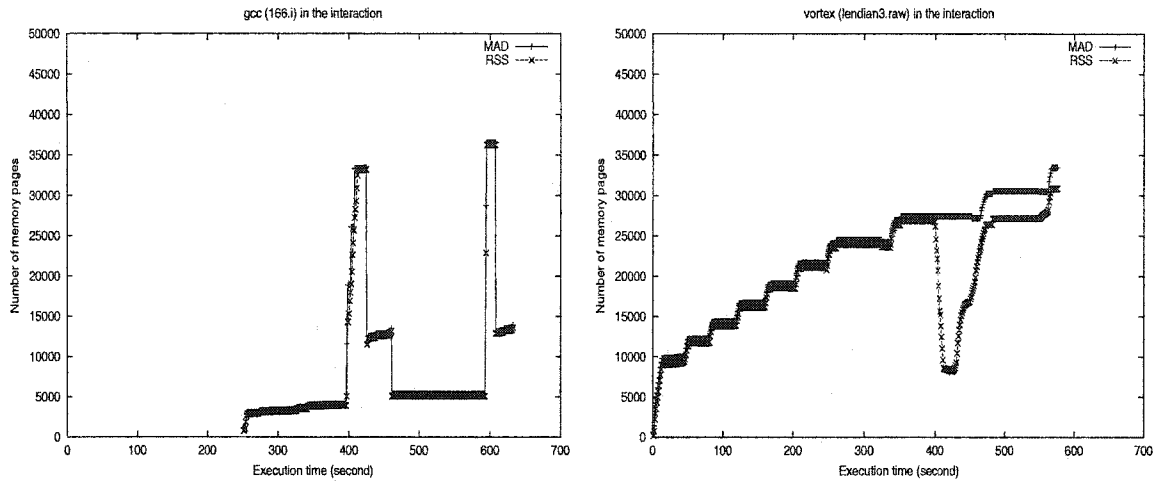 gcc (166.i) in the interaction
50000
45000
40000
35000
30000
25000
20000
15000
10000
5000
0
Number of memory pages
MAD
RSS
0 100 200 300 400 500 600 700
Execution time (second)
vortex (lendian3.raw) in the interaction
50000
45000
40000
35000
30000
25000
20000
15000
10000
5000
0
Number of memory pages
MAD
RSS
0 100 200 300 400 500 600 700
Execution time (second)